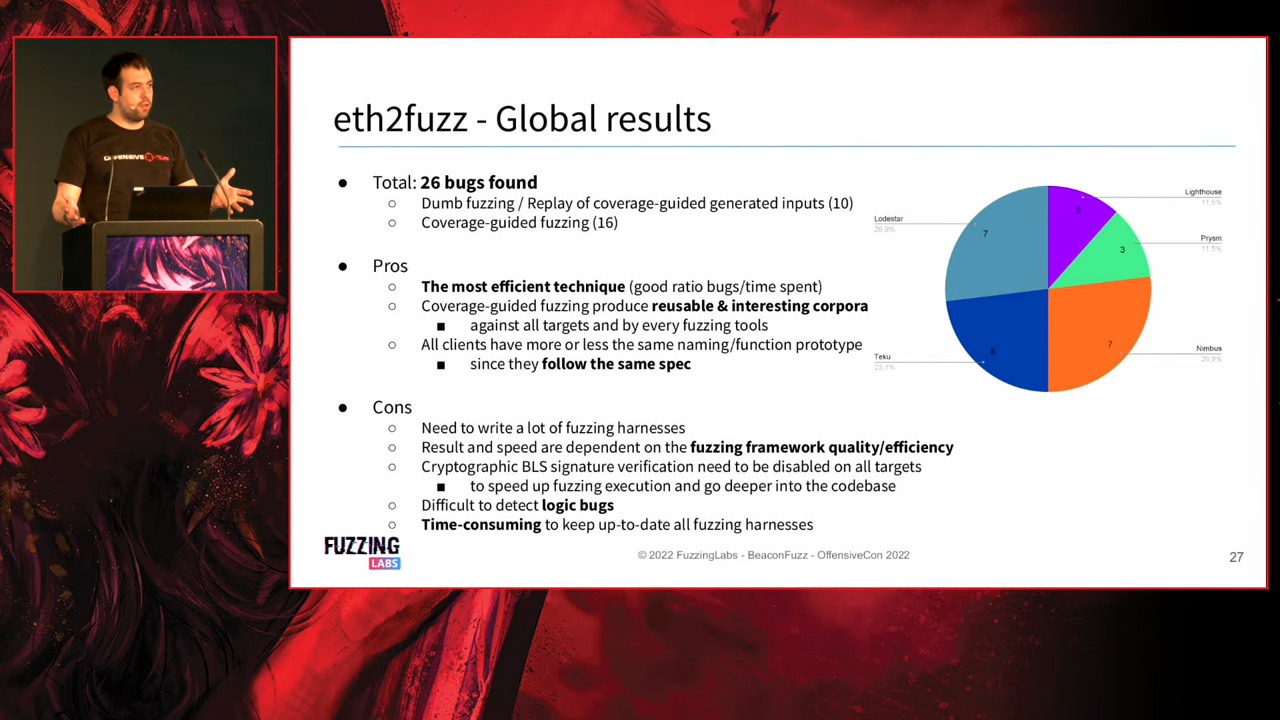 eth2fuzz - Global results
● Total: 26 bugs found
○ Dumb fuzzing / Replay of coverage-guided generated inputs (10)
○ Coverage-guided fuzzing (16)
● Pros
○ The most efficient technique (good ratio bugs/time spent)
○ Coverage-guided fuzzing produce reusable & interesting corpora
■ against all targets and by every fuzzing tools
○ All clients have more or less the same naming/function prototype
■ since they follow the same spec
● Cons
○ Need to write a lot of fuzzing harnesses
○ Result and speed are dependent on the fuzzing framework quality/efficiency
○ Cryptographic BLS signature verification need to be disabled on all targets
■ to speed up fuzzing execution and go deeper into the codebase
○ Difficult to detect logic bugs
○ Time-consuming to keep up-to-date all fuzzing harnesses
Lighthouse
11.5%
3
Prysm
11.5%
3
Nimbus
26.9%
7
Teku
23.1%
6
Lodestar
26.9%
7
FUZZING
LABS
© 2022 FuzzingLabs - BeaconFuzz - OffensiveCon 2022
27